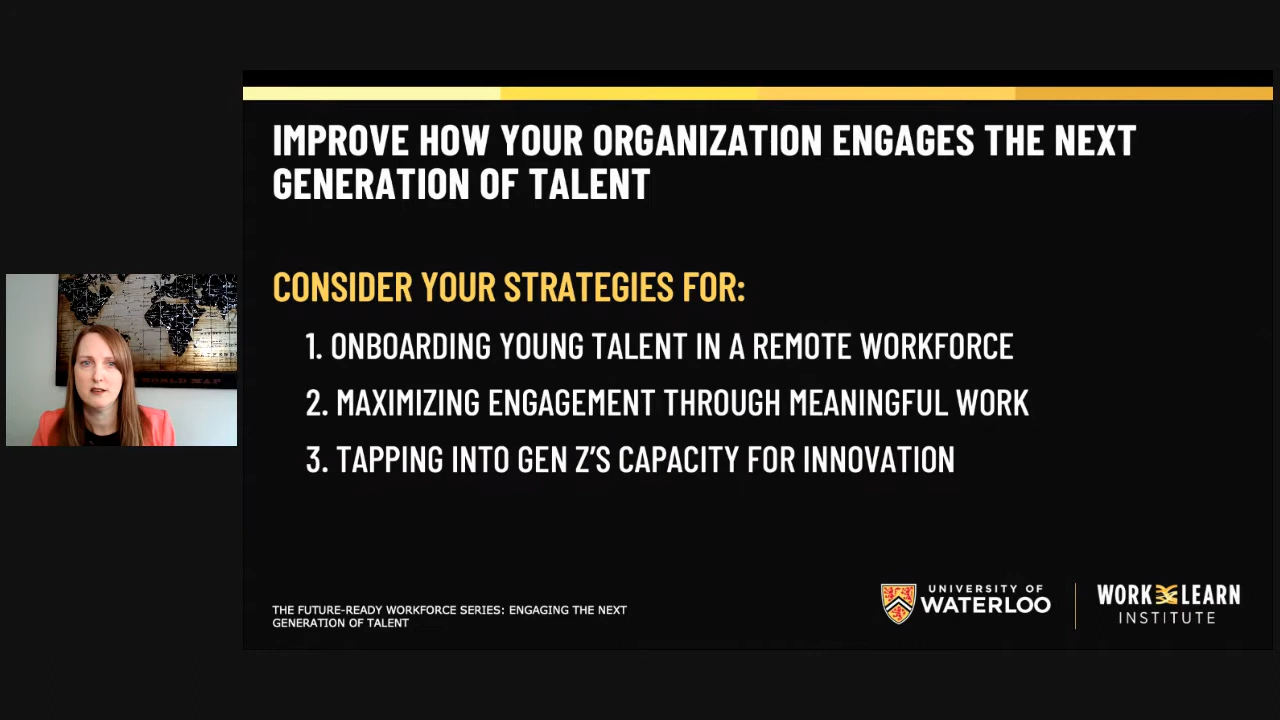 IMPROVE HOW YOUR ORGANIZATION ENGAGES THE NEXT
GENERATION OF TALENT
CONSIDER YOUR STRATEGIES FOR:
1. ONBOARDING YOUNG TALENT IN A REMOTE WORKFORCE
2. MAXIMIZING ENGAGEMENT THROUGH MEANINGFUL WORK
3. TAPPING INTO GEN Z'S CAPACITY FOR INNOVATION
THE FUTURE-READY WORKFORCE SERIES: ENGAGING THE NEXT
GENERATION OF TALENT
UNIVERSITY OF
WATERLOO
WORK LEARN
INSTITUTE
WORLD MAP